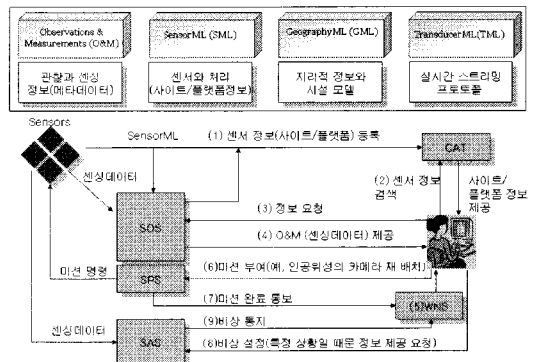 Observations &
Measurements (O&M)
SensorML (SML)
GeographyML (GML)
TransducerML(TML)
관찰과 센싱
정보(메타데이터)
센서와 처리
(사이트/플랫폼정보)
지리적 정보와
시설 모델
실시간 스트리밍
프로토콜
Sensors
SensorML
(1) 센서 정보(사이트/플랫폼) 등록
CAT
센싱데이터
(2) 센서 정보
검색
사이트/
플랫폼 정보
제공
(3) 정보 요청
SOS
(4) O&M (센싱데이터) 제공
미션 명령
SPS
(6)미션 부여(예, 인공위성의 카메라 재 배치)
(7)미션 완료 통보
(5)WNS
(9)비상 통지
센싱데이터
SAS
(8)비상 설정(특정 상황일 때문 정보 제공 요청)